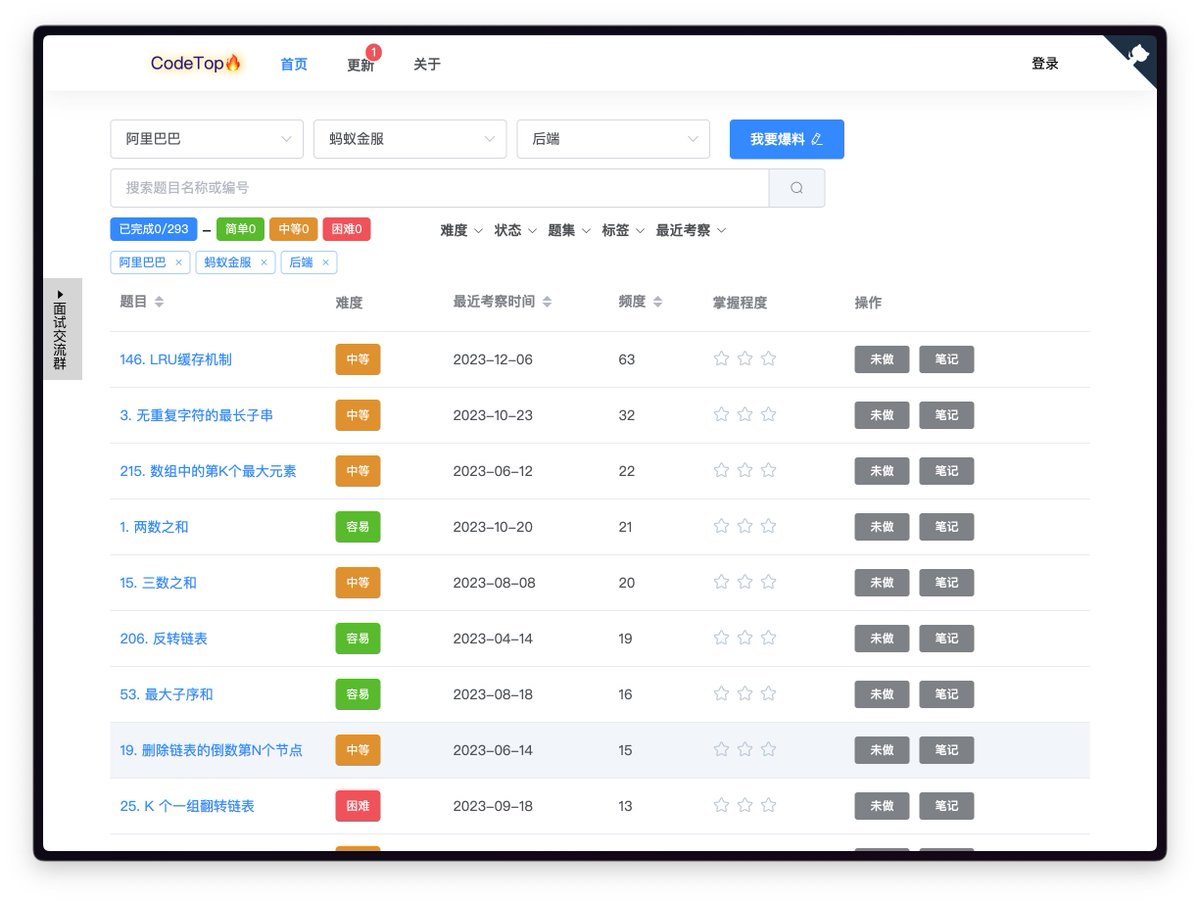 CodeTop🔥 首页 更新 1 关于 登录
阿里巴巴 蚂蚁金服 后端 我要爆料
搜索题目名称或编号
已完成0/293 – 简单0 中等0 困难0 难度 状态 题集 标签 最近考察
阿里巴巴 × 蚂蚁金服 × 后端 ×
面试交流群
题目 难度 最近考察时间 频度 掌握程度 操作
146. LRU缓存机制 中等 2023-12-06 63 未做 笔记
3. 无重复字符的最长子串 中等 2023-10-23 32 未做 笔记
215. 数组中的第K个最大元素 中等 2023-06-12 22 未做 笔记
1. 两数之和 容易 2023-10-20 21 未做 笔记
15. 三数之和 中等 2023-08-08 20 未做 笔记
206. 反转链表 容易 2023-04-14 19 未做 笔记
53. 最大子序和 容易 2023-08-18 16 未做 笔记
19. 删除链表的倒数第N个节点 中等 2023-06-14 15 未做 笔记
25. K 个一组翻转链表 困难 2023-09-18 13 未做 笔记